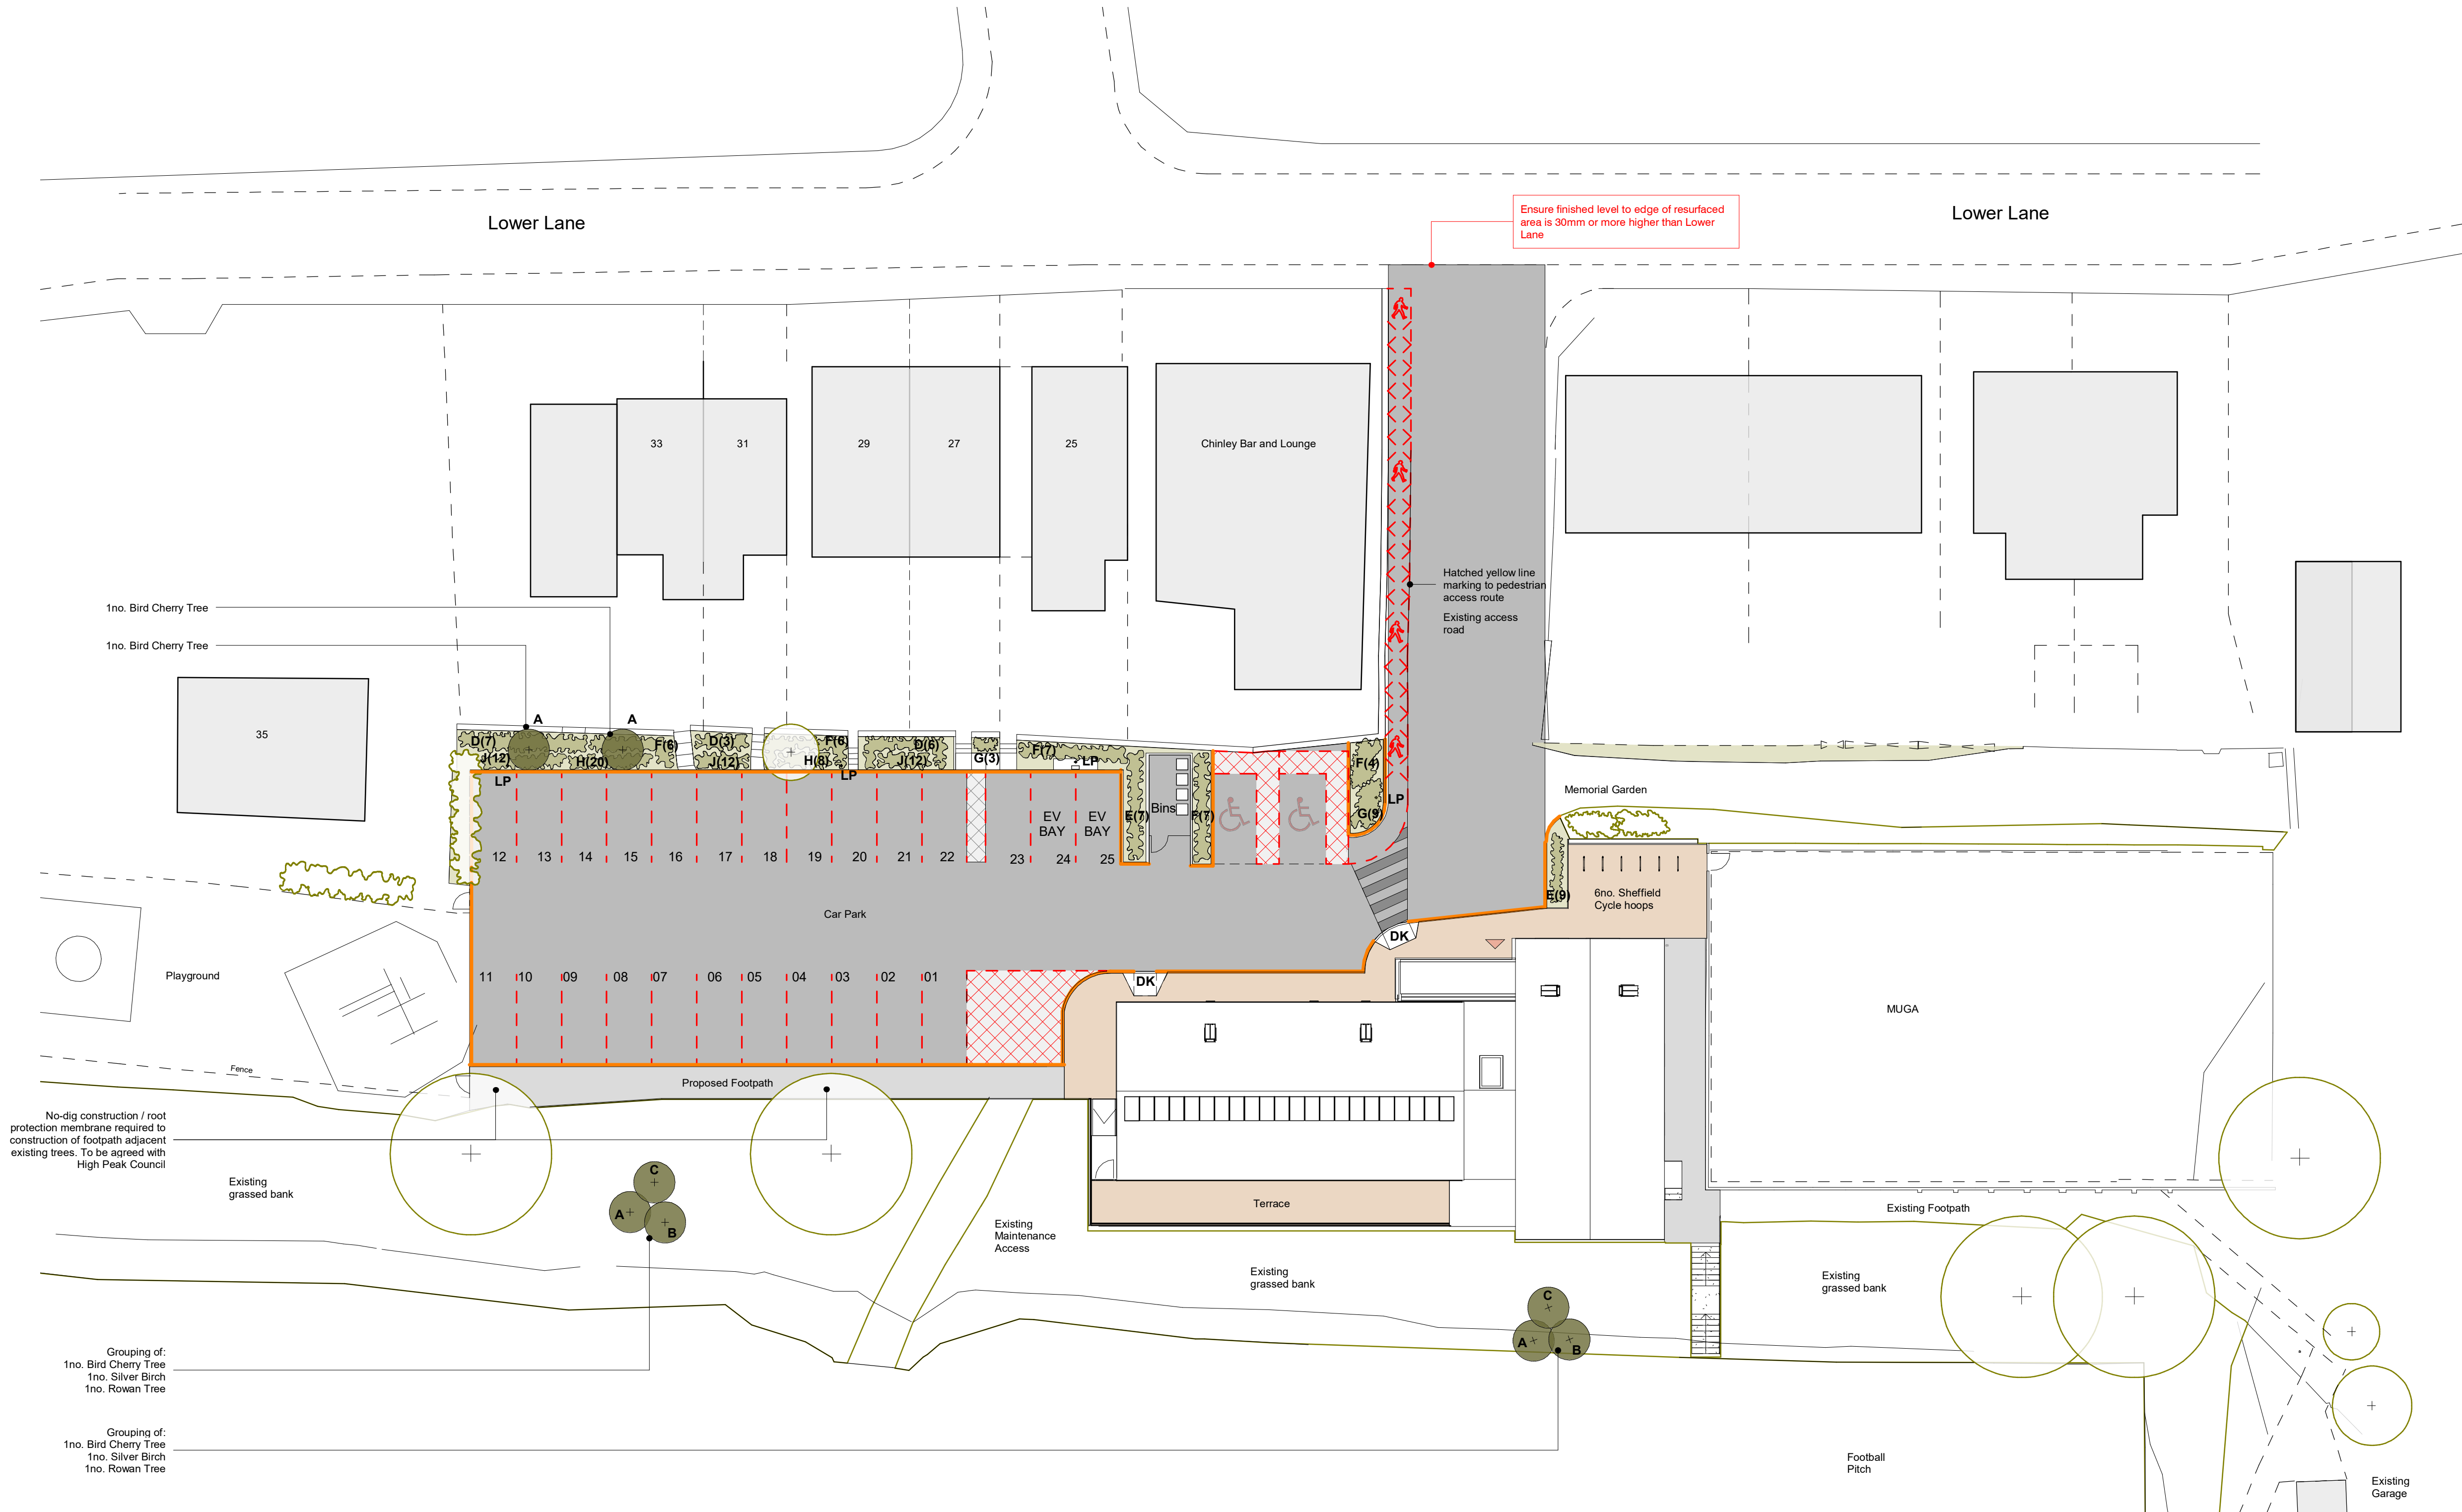 Lower Lane
Lower Lane
Ensure finished level to edge of resurfaced
area is 30mm or more higher than Lower
Lane
33
31
29
27
25
Chinley Bar and Lounge
Hatched yellow line
marking to pedestrian
access route
Existing access
road
1no. Bird Cherry Tree
1no. Bird Cherry Tree
35
A
A
D(7)
J(12)
H(20)
F(6)
D(3)
J(12)
F(6)
H(8)
D(6)
J(12)
G(3)
F(7)
LP
LP
LP
E(7)
Bins
F(7)
F(4)
G(9)
LP
Memorial Garden
EV
BAY
EV
BAY
12
13
14
15
16
17
18
19
20
21
22
23
24
25
E(9)
6no. Sheffield
Cycle hoops
Car Park
DK
DK
Playground
11
10
09
08
07
06
05
04
03
02
01
MUGA
Fence
Proposed Footpath
No-dig construction / root
protection membrane required to
construction of footpath adjacent
existing trees. To be agreed with
High Peak Council
Existing
grassed bank
C
A
B
Existing
Maintenance
Access
Terrace
Existing Footpath
Existing
grassed bank
Existing
grassed bank
C
A
B
Grouping of:
1no. Bird Cherry Tree
1no. Silver Birch
1no. Rowan Tree
Grouping of:
1no. Bird Cherry Tree
1no. Silver Birch
1no. Rowan Tree
Football
Pitch
Existing
Garage